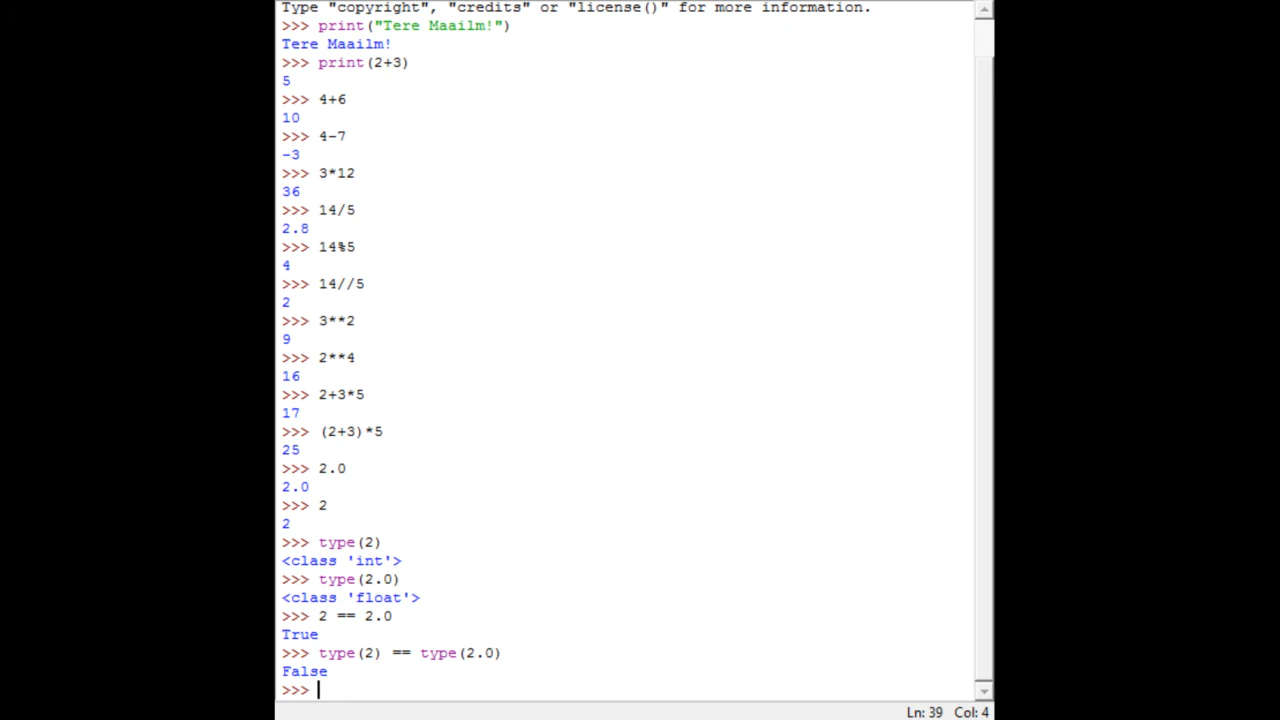 Type "copyright", "credits" or "license()" for more information.
>>> print("Tere Maailm!")
Tere Maailm!
>>> print(2+3)
5
>>> 4+6
10
>>> 4-7
-3
>>> 3*12
36
>>> 14/5
2.8
>>> 14%5
4
>>> 14//5
2
>>> 3**2
9
>>> 2**4
16
>>> 2+3*5
17
>>> (2+3)*5
25
>>> 2.0
2.0
>>> 2
2
>>> type(2)
<class 'int'>
>>> type(2.0)
<class 'float'>
>>> 2 == 2.0
True
>>> type(2) == type(2.0)
False
>>>
Ln: 39 Col: 4